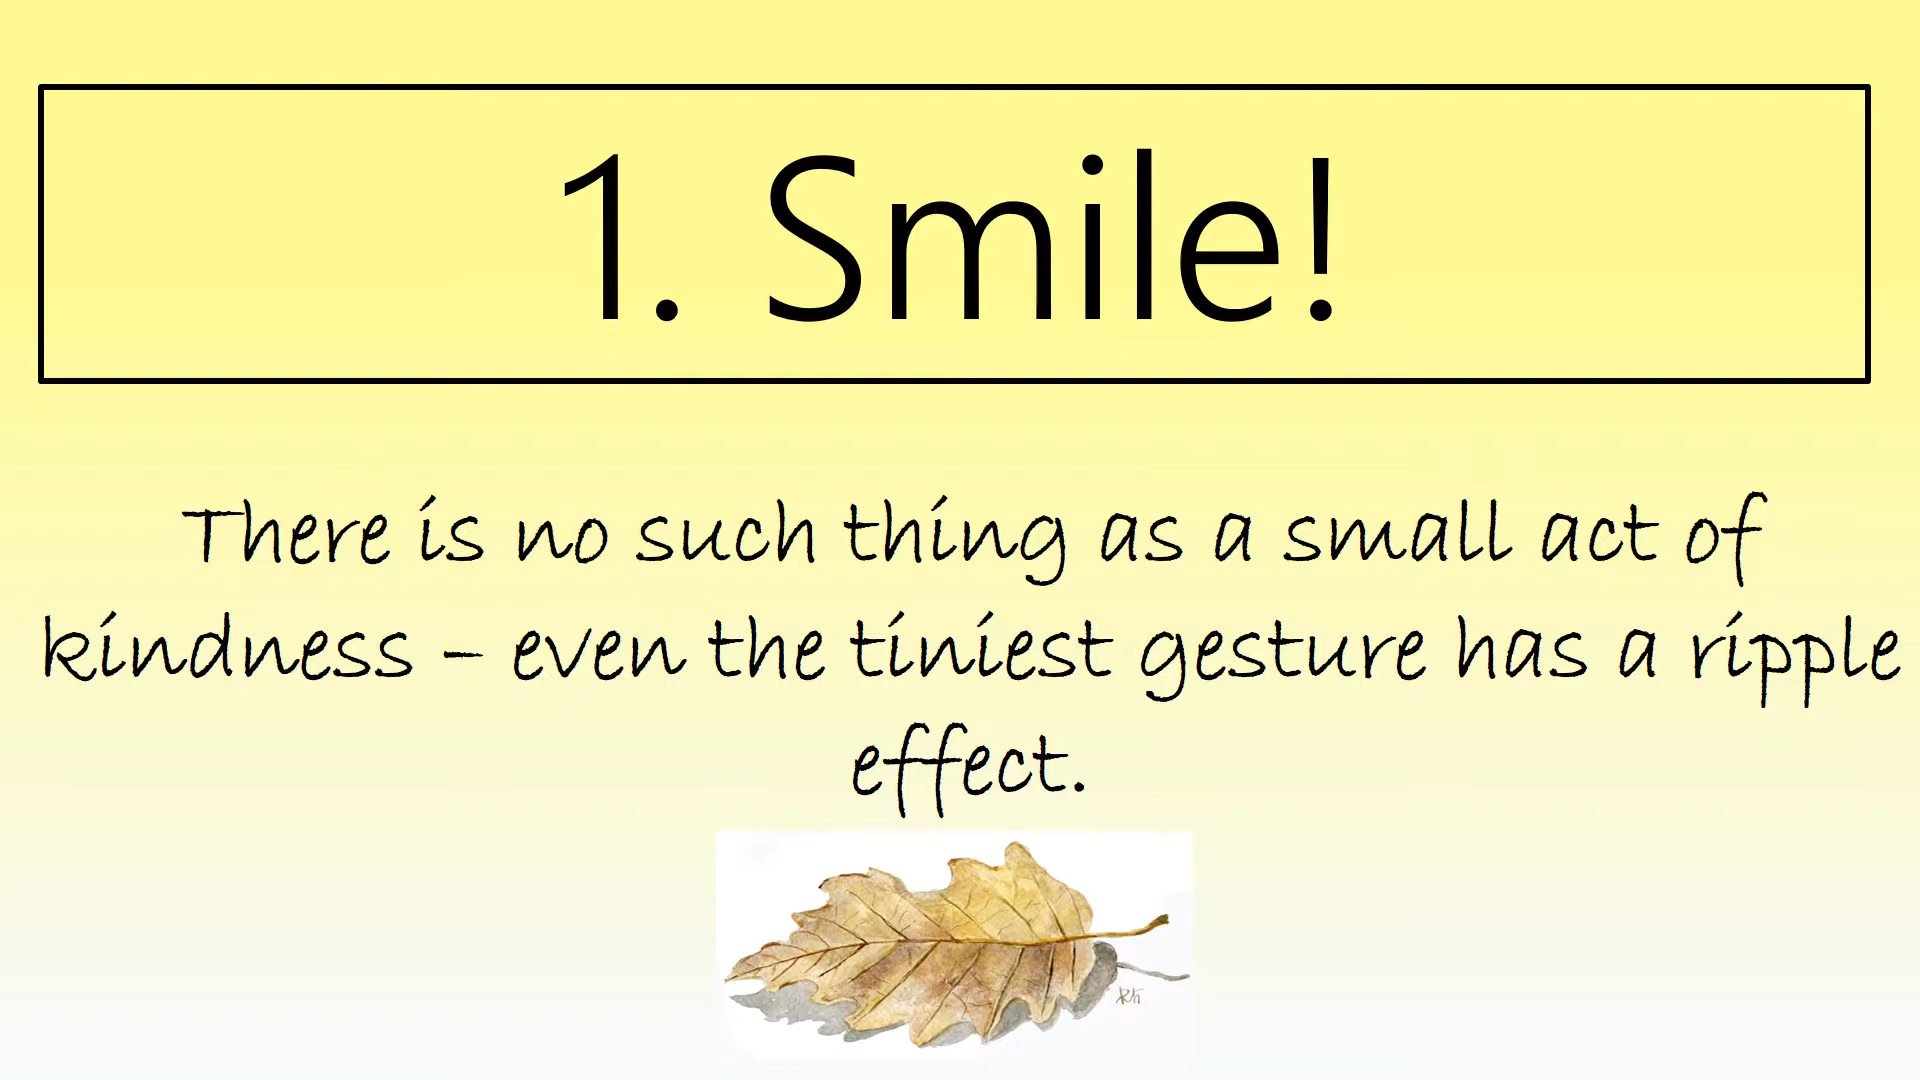 1. Smile!
There is no such thing as a small act of
kindness – even the tiniest gesture has a ripple
effect.